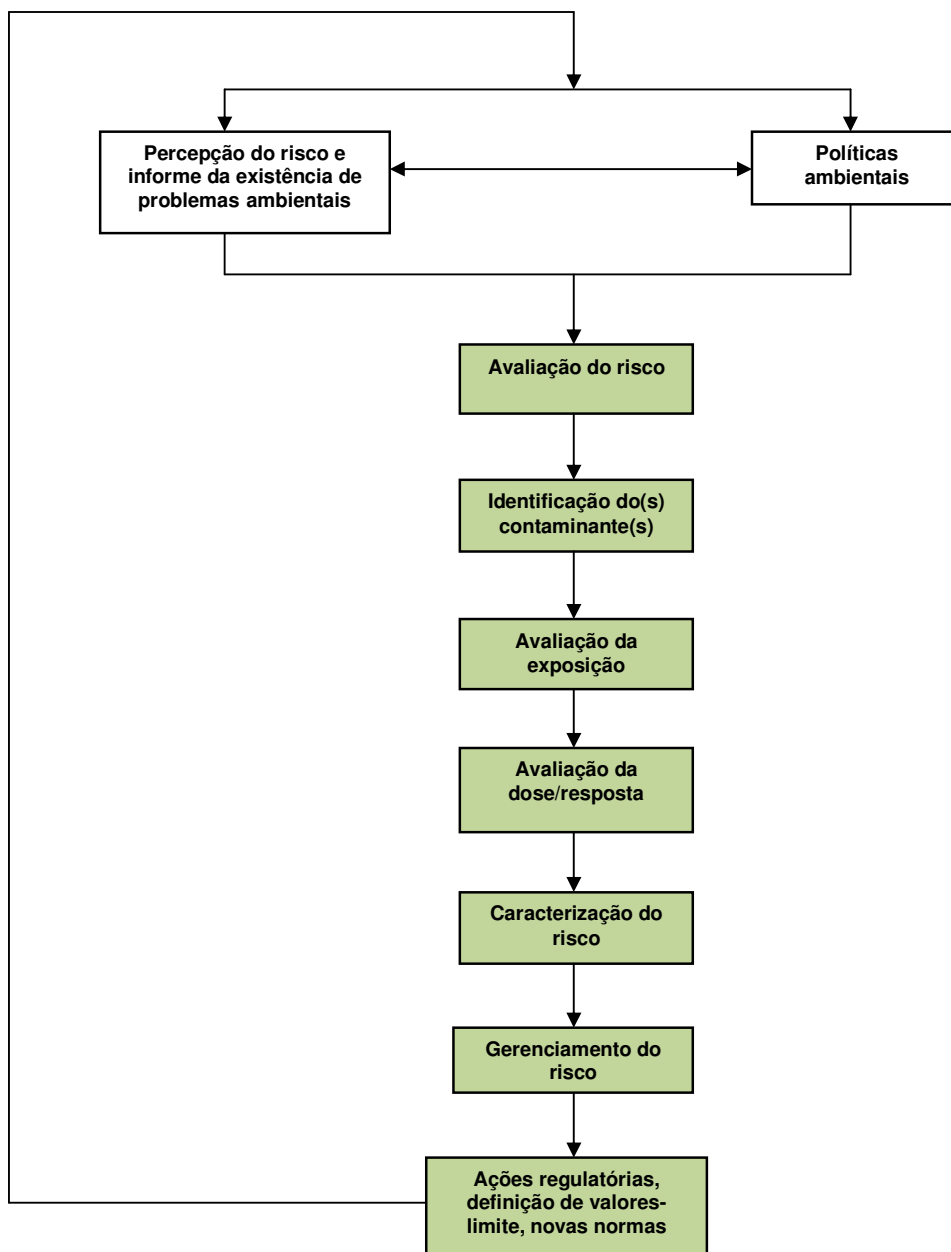 Percepção do risco e
informe da existência de
problemas ambientais
Políticas
ambientais
Avaliação do risco
Identificação do(s)
contaminante(s)
Avaliação da
exposição
Avaliação da
dose/resposta
Caracterização do
risco
Gerenciamento do
risco
Ações regulatórias,
definição de valores-
limite, novas normas